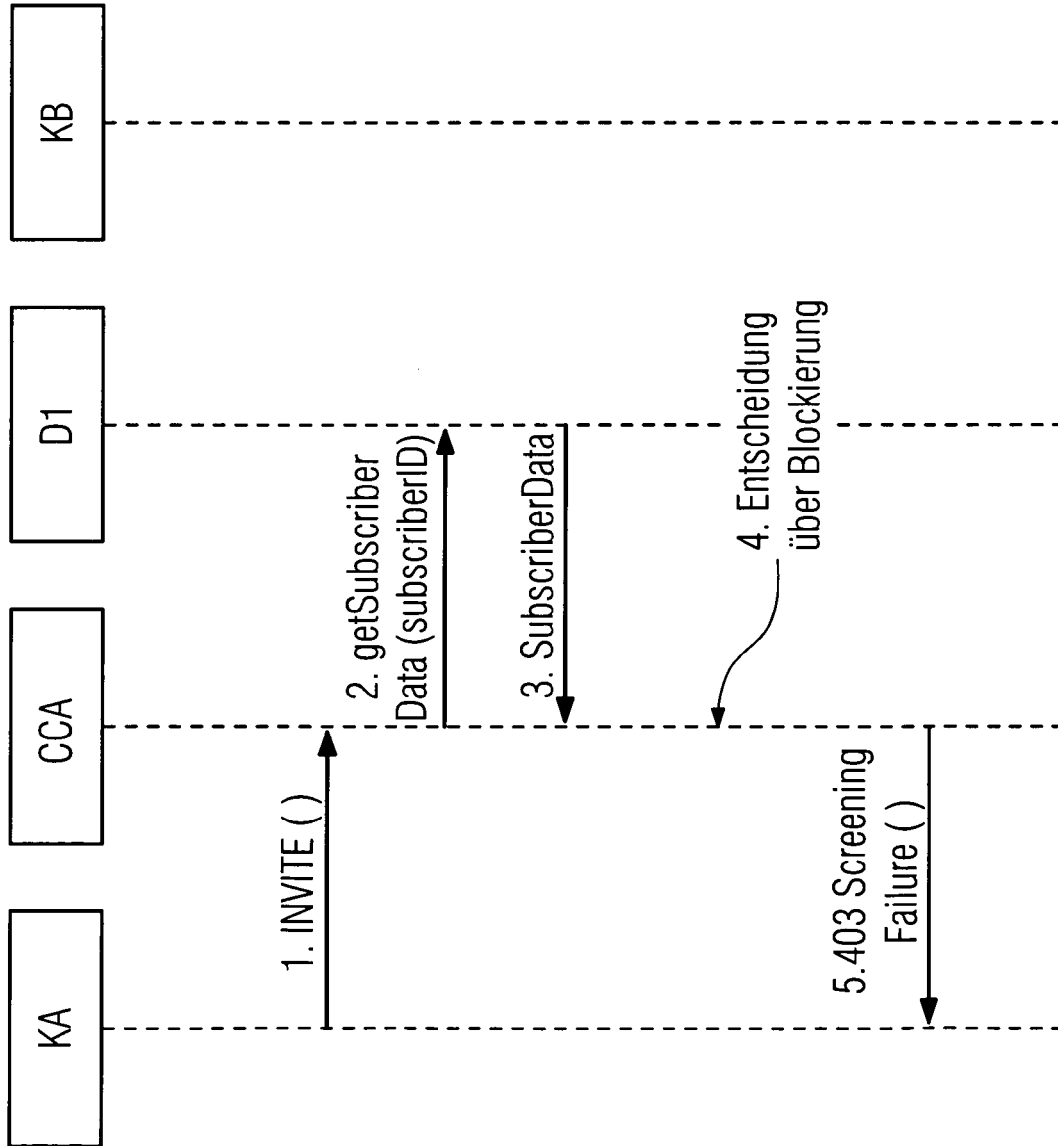 KA
CCA
D1
KB
1. INVITE ( )
2. getSubscriber
Data (subscriberID)
3. SubscriberData
4. Entscheidung
über Blockierung
5.403 Screening
Failure ( )